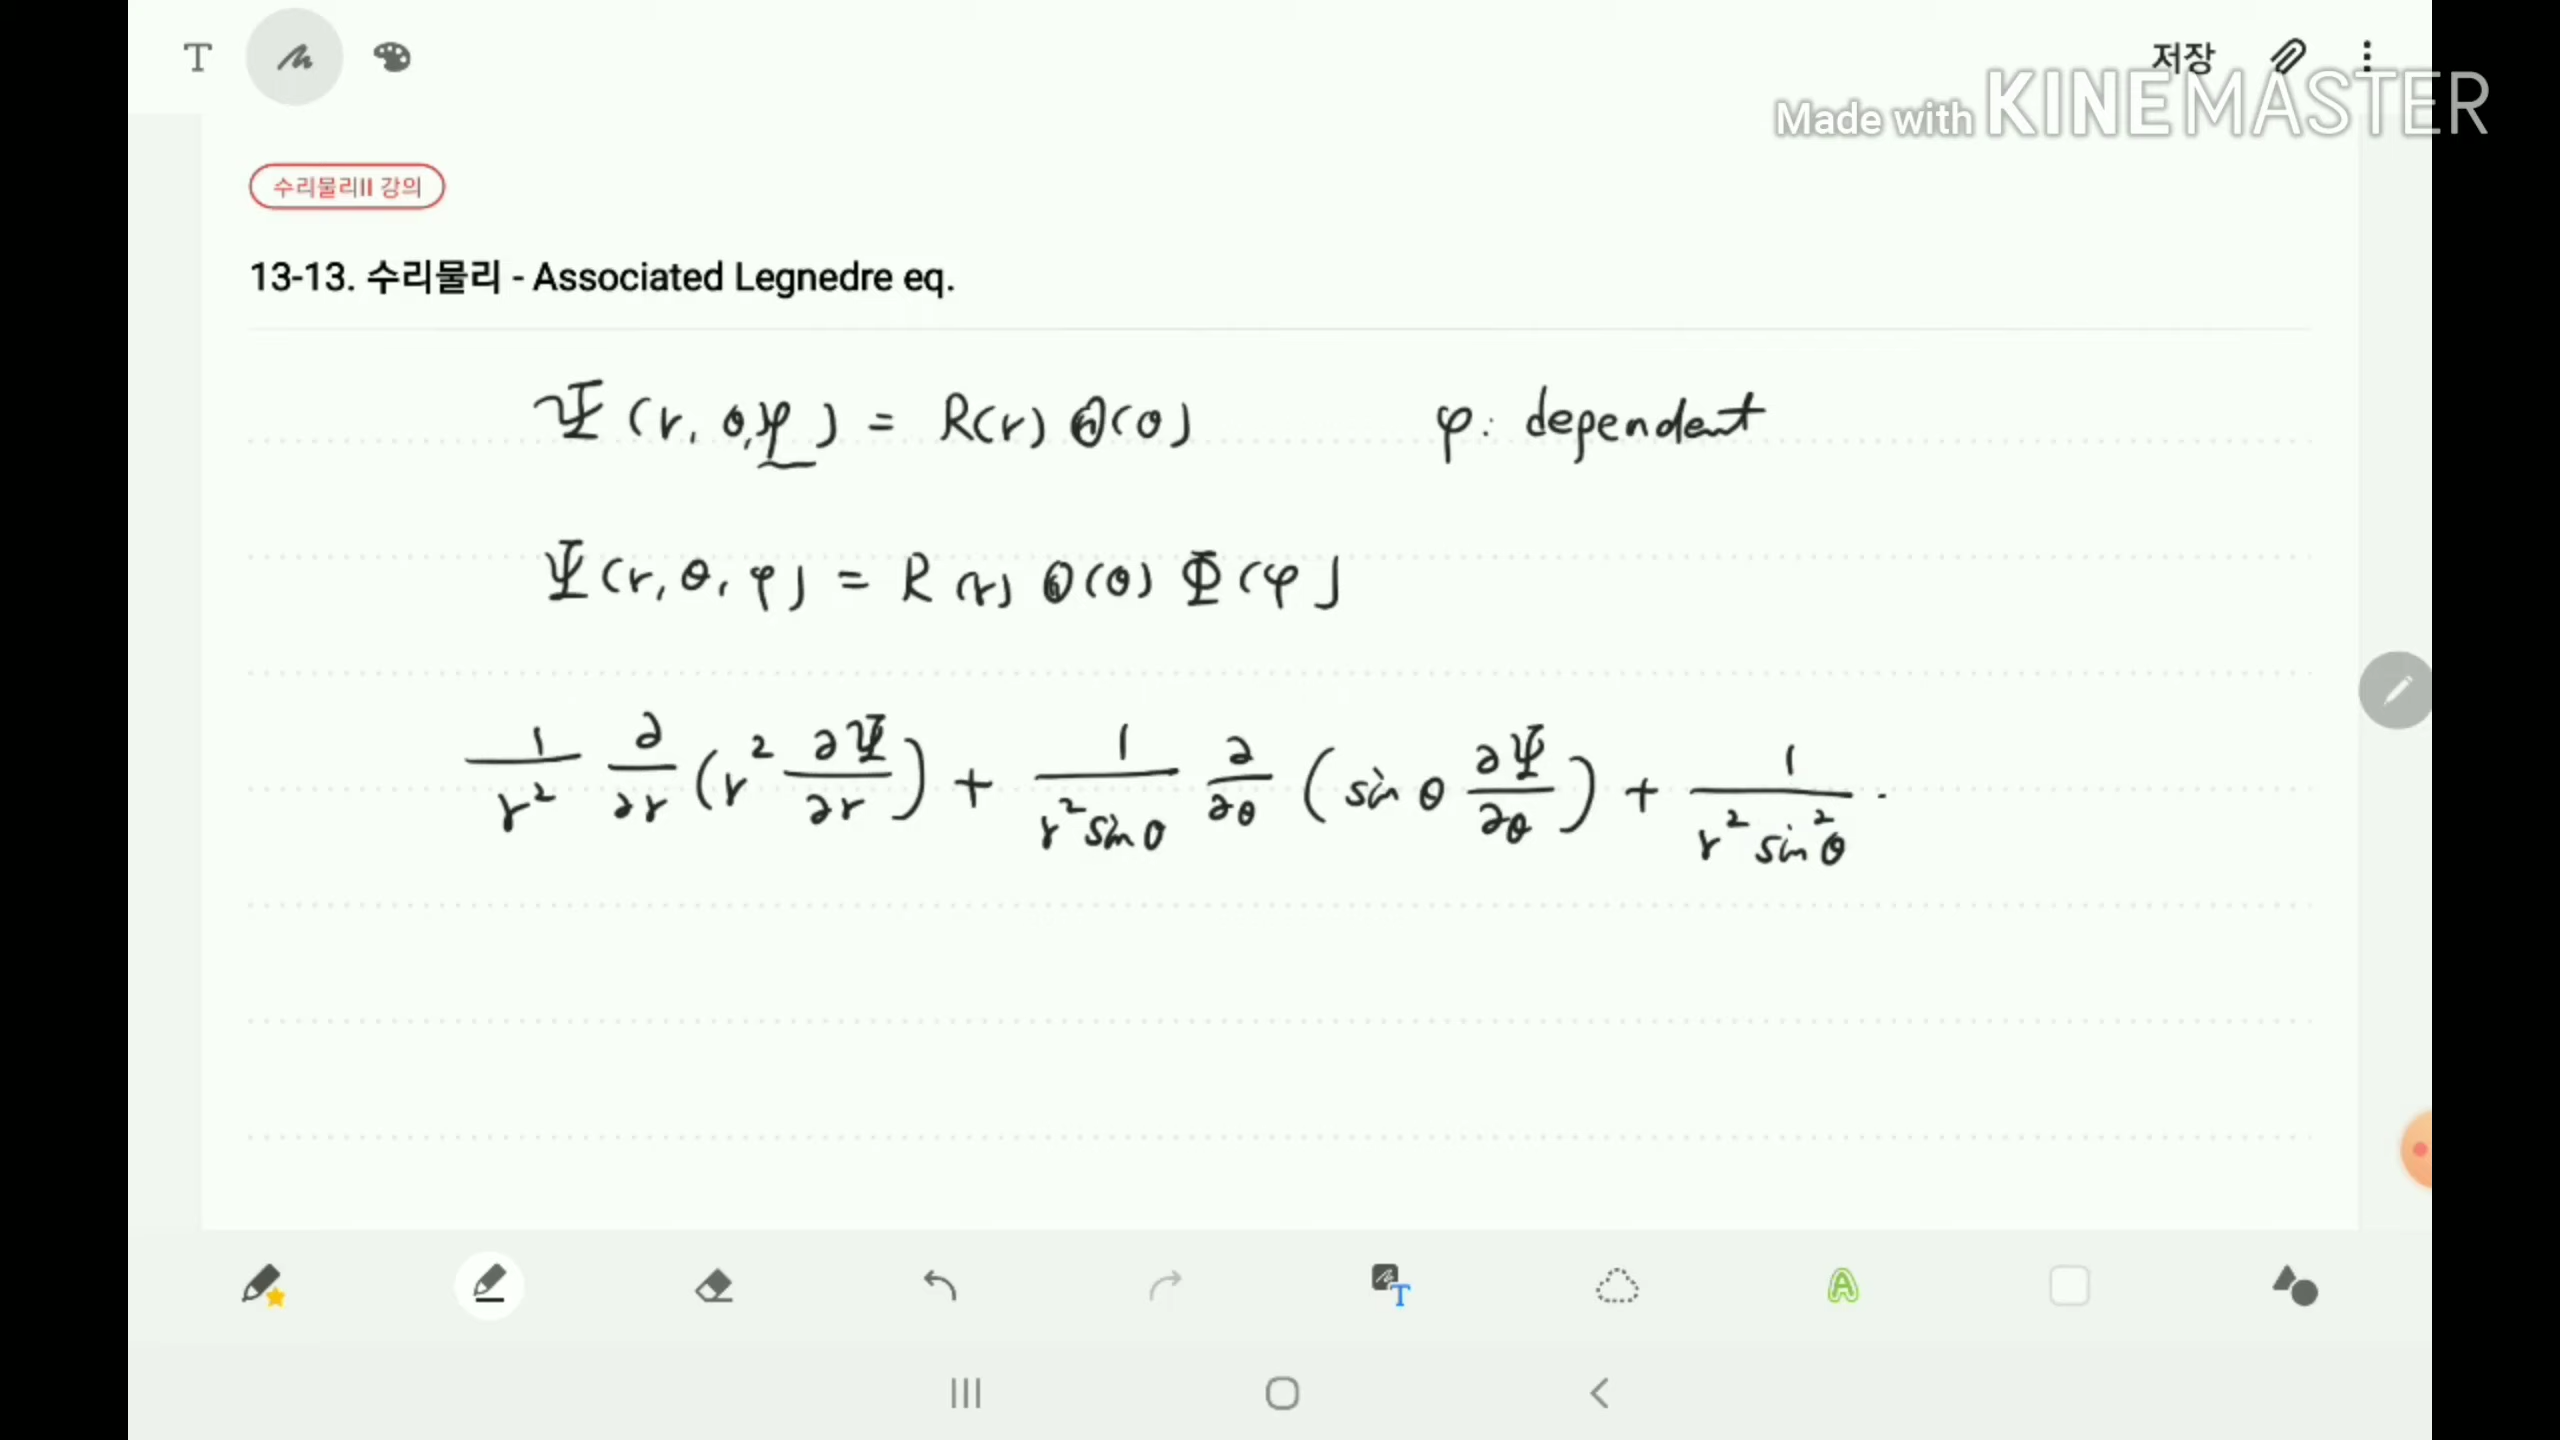 T 저장
Made with KINEMASTER
수리물리II 강의
13-13. 수리물리 - Associated Legnedre eq.
Ψ (r, θ, φ) = R(r) Θ(θ) φ. dependent
Ψ(r, θ, φ) = R(r) Θ(θ) Φ(φ)
1/r² ∂/∂r (r² ∂Ψ/∂r) + 1/r² sin θ ∂/∂θ (sin θ ∂Ψ/∂θ) + 1/r² sin² θ
T
A